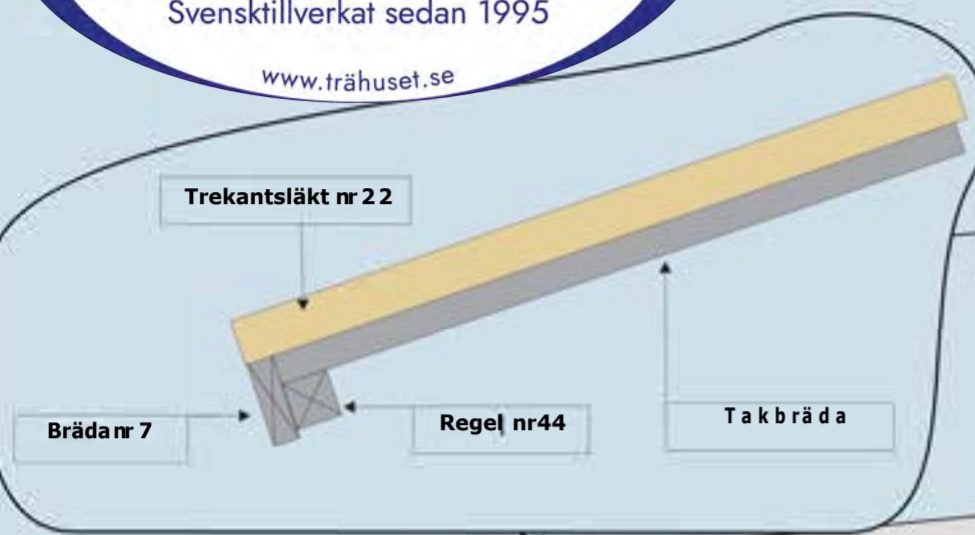 Svensktillverkat sedan 1995
www.trähuset.se
Trekantsläkt nr 22
Bräda nr 7
Regel nr44
Takbräda